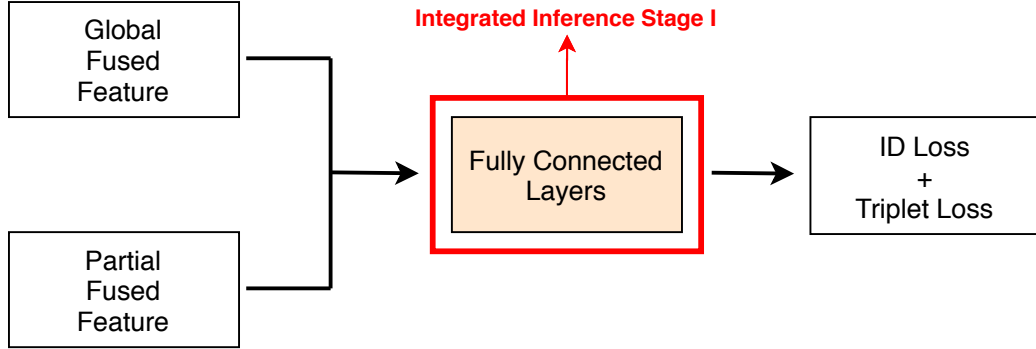 Integrated Inference Stage I
Global
Fused
Feature
Fully Connected
Layers
ID Loss
+
Triplet Loss
Partial
Fused
Feature